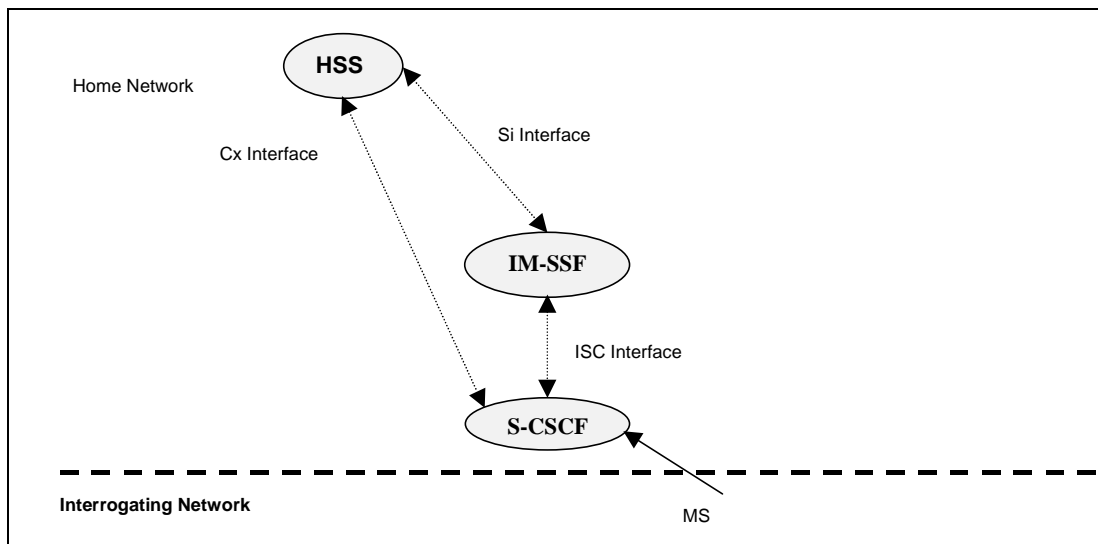 HSS
Home Network
Si Interface
Cx Interface
IM-SSF
ISC Interface
S-CSCF
Interrogating Network
MS